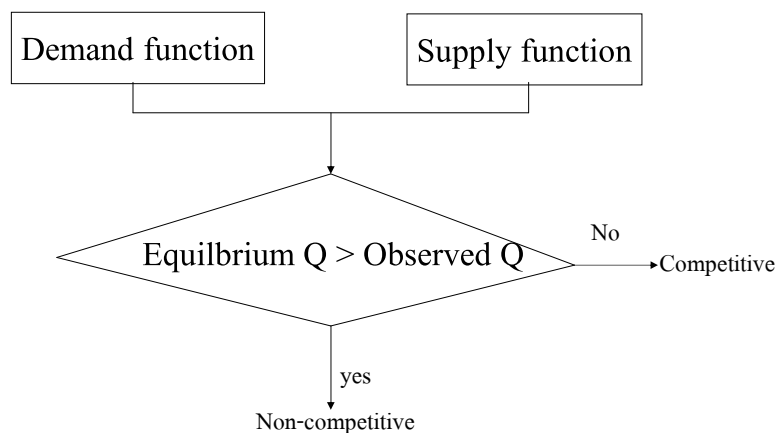 Demand function
Supply function
Equilbrium Q > Observed Q
No
Competitive
yes
Non-competitive